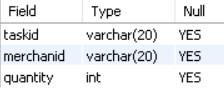 Field Type Null
taskid varchar(20) YES
merchanid varchar(20) YES
quantity int YES